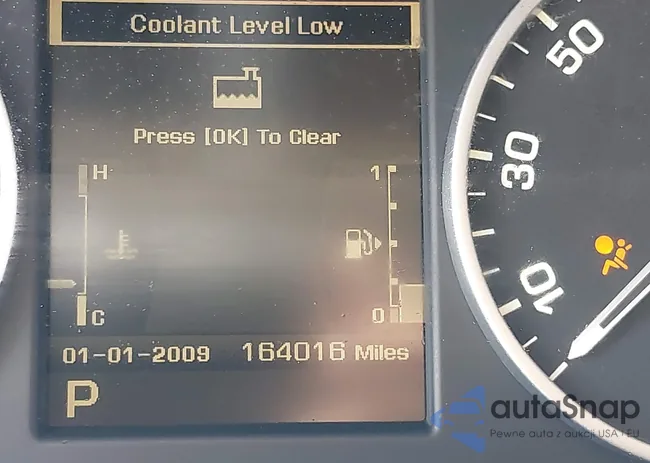 Coolant Level Low
Press [OK] To Clear
H
1
C
0
01-01-2009 164016 Miles
P
50
30
10
autaSnap
Pewne auta z aukcji USA i EU